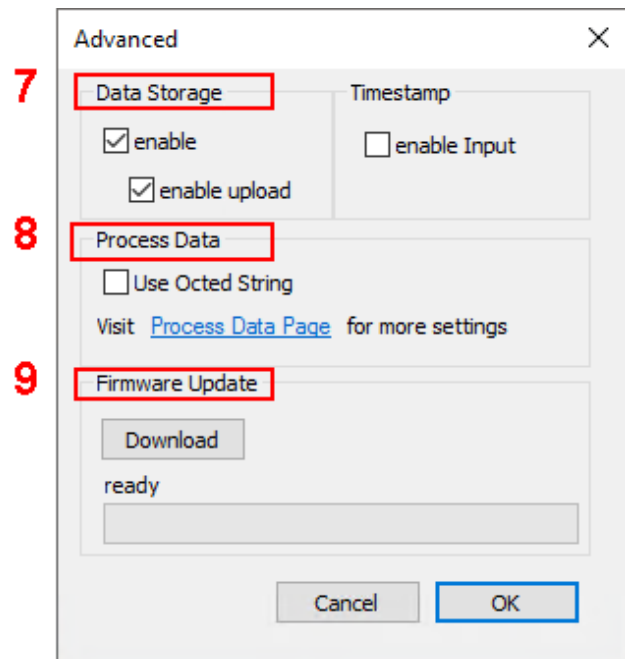 Advanced
7
Data Storage
Timestamp
enable
enable Input
enable upload
8
Process Data
Use Octed String
Visit Process Data Page for more settings
9
Firmware Update
Download
ready
Cancel OK